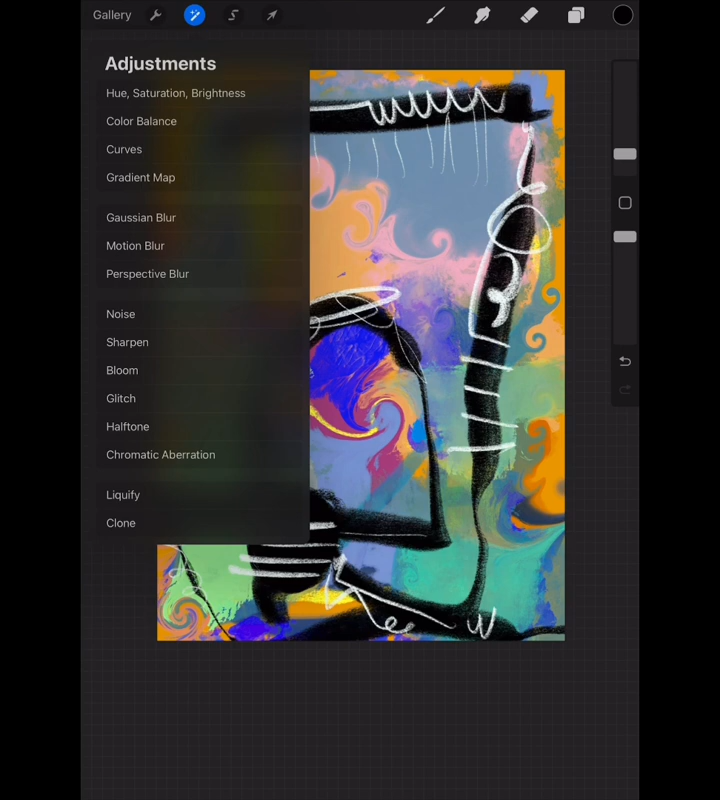 Gallery
Adjustments
Hue, Saturation, Brightness
Color Balance
Curves
Gradient Map
Gaussian Blur
Motion Blur
Perspective Blur
Noise
Sharpen
Bloom
Glitch
Halftone
Chromatic Aberration
Liquify
Clone